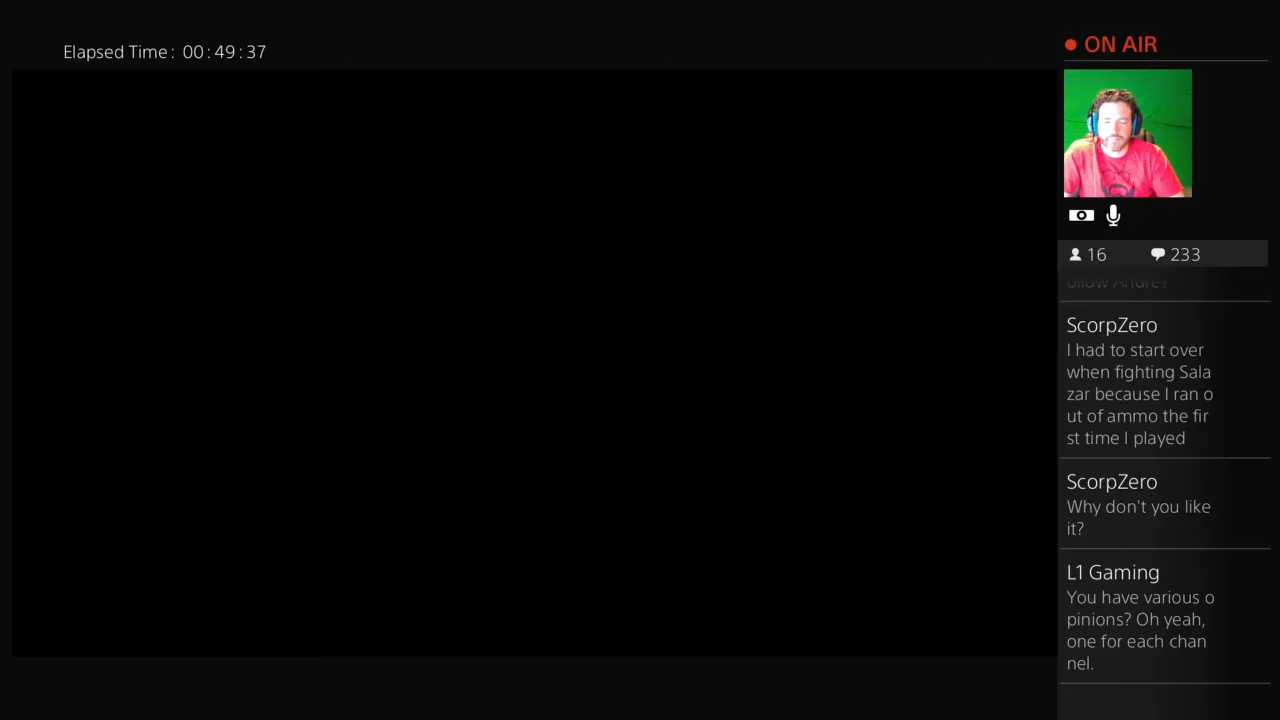 Elapsed Time: 00:49:37
ON AIR
16 233
ollow Andre?
ScorpZero
I had to start over
when fighting Sala
zar because I ran o
ut of ammo the fir
st time I played
ScorpZero
Why don't you like
it?
L1 Gaming
You have various o
pinions? Oh yeah,
one for each chan
nel.